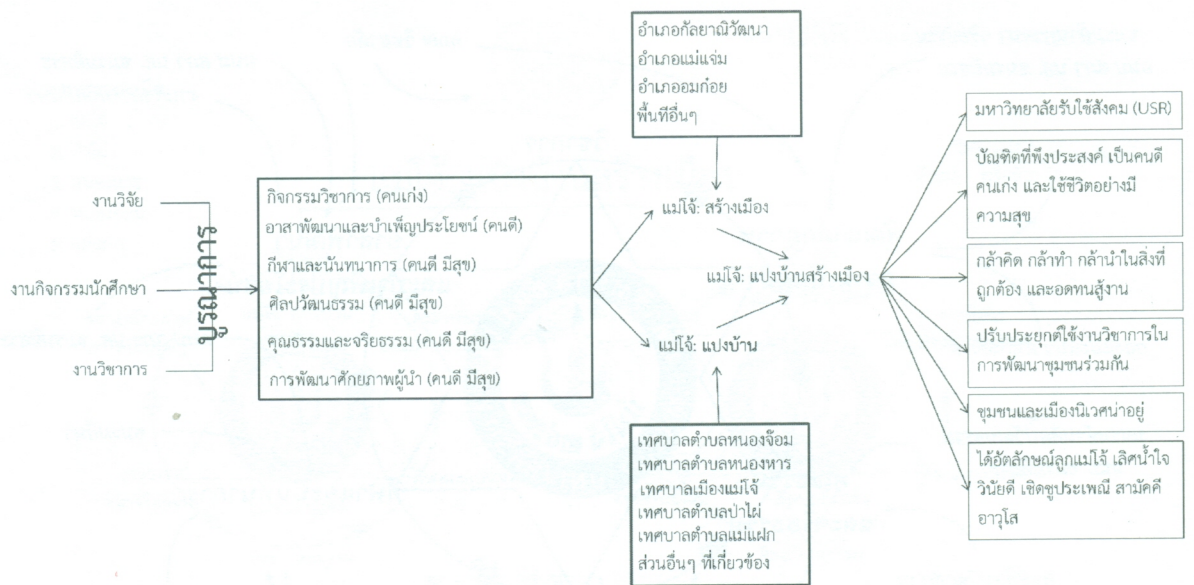 งานวิจัย
งานกิจกรรมนักศึกษา
งานวิชาการ
บูรณาการ
กิจกรรมวิชาการ (คนเก่ง)
อาสาพัฒนาและบำเพ็ญประโยชน์ (คนดี)
กีฬาและนันทนาการ (คนดี มีสุข)
ศิลปวัฒนธรรม (คนดี มีสุข)
คุณธรรมและจริยธรรม (คนดี มีสุข)
การพัฒนาศักยภาพผู้นำ (คนดี มีสุข)
อำเภอกัลยาณิวัฒนา
อำเภอแม่แจ่ม
อำเภออมก๋อย
พื้นที่อื่นๆ
แม่โจ้: สร้างเมือง
แม่โจ้: แปงบ้านสร้างเมือง
แม่โจ้: แปงบ้าน
เทศบาลตำบลหนองจ๊อม
เทศบาลตำบลหนองหาร
เทศบาลเมืองแม่โจ้
เทศบาลตำบลป่าไผ่
เทศบาลตำบลแม่แฝก
ส่วนอื่นๆ ที่เกี่ยวข้อง
มหาวิทยาลัยรับใช้สังคม (USR)
บัณฑิตที่พึงประสงค์ เป็นคนดี
คนเก่ง และใช้ชีวิตอย่างมี
ความสุข
กล้าคิด กล้าทำ กล้านำในสิ่งที่
ถูกต้อง และอดทนสู้งาน
ปรับประยุกต์ใช้งานวิชาการใน
การพัฒนาชุมชนร่วมกัน
ชุมชนและเมืองนิเวศน่าอยู่
ได้อัตลักษณ์ลูกแม่โจ้ เลิศน้ำใจ
วินัยดี เชิดชูประเพณี สามัคคี
อาวุโส